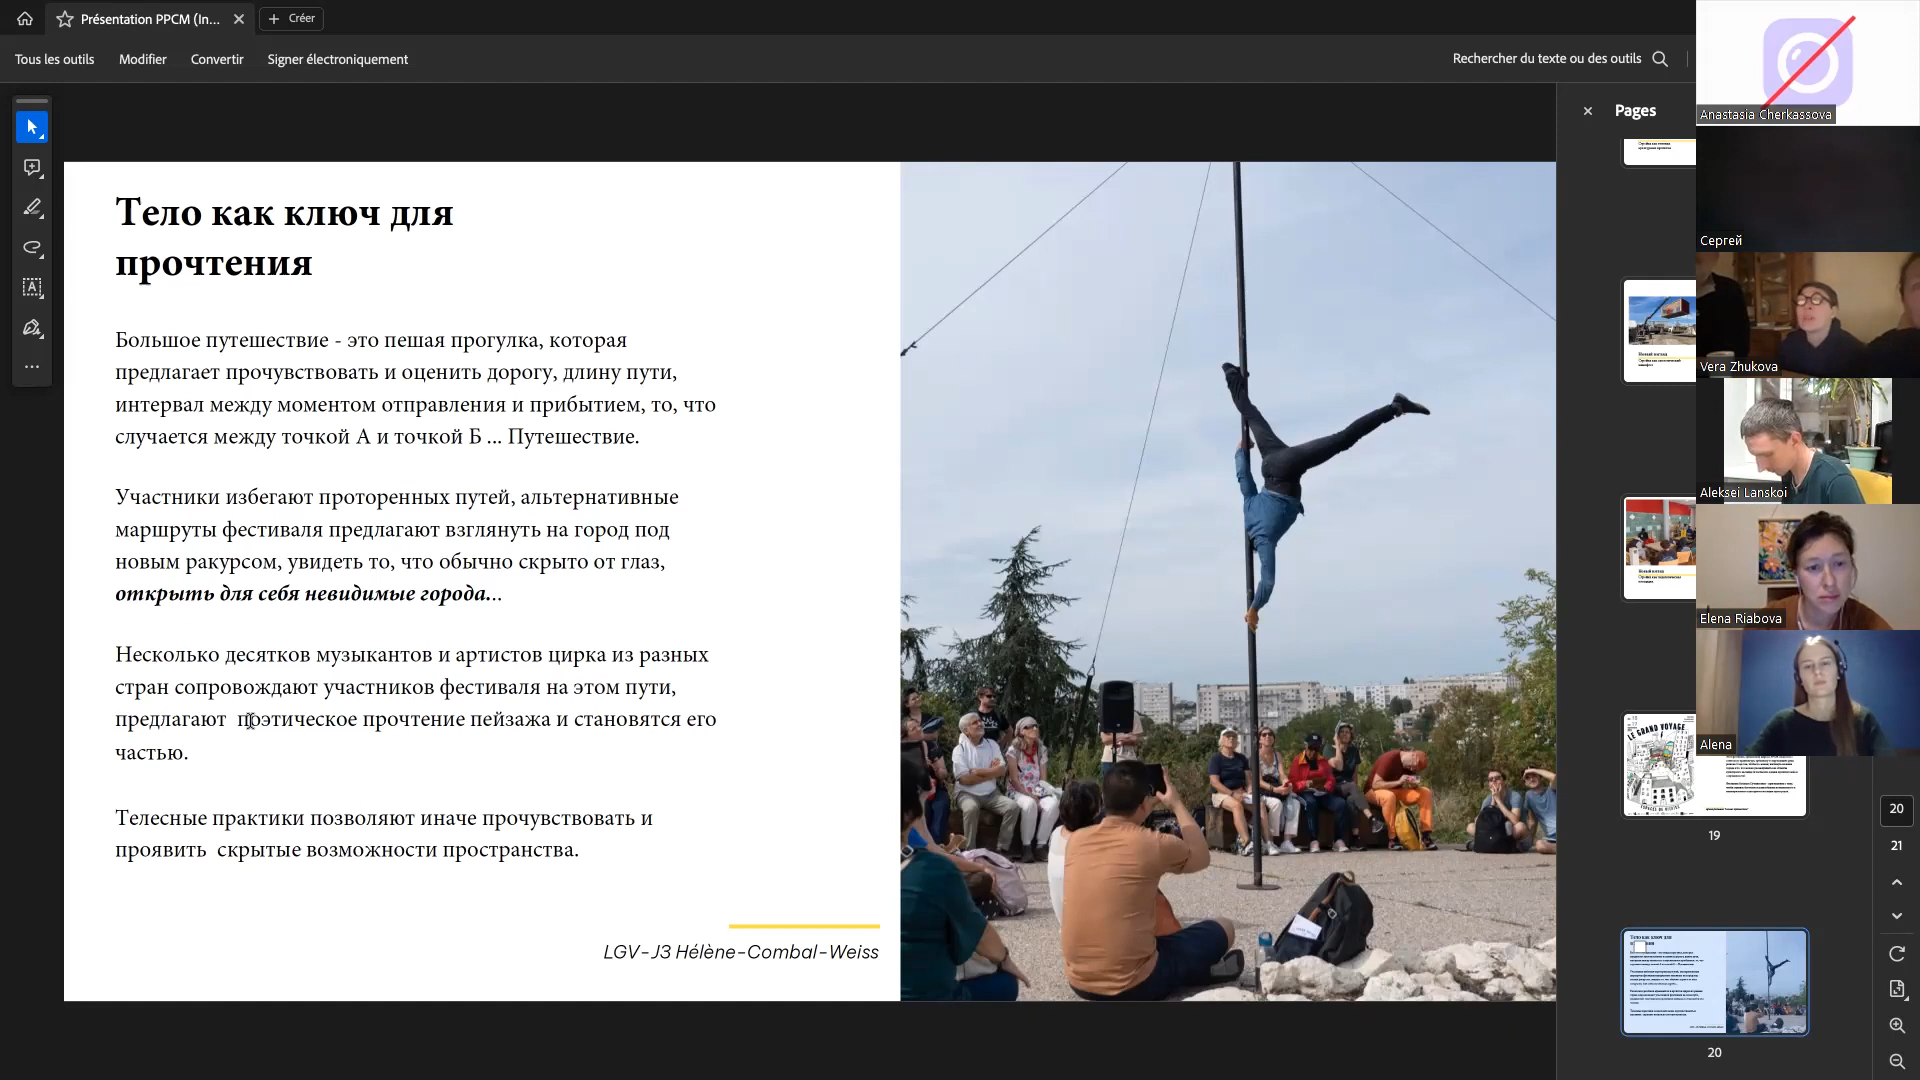 Présentation PPCM (In...
Créer
Tous les outils
Modifier
Convertir
Signer électroniquement
Rechercher du texte ou des outils
Тело как ключ для
прочтения
Большое путешествие - это пешая прогулка, которая
предлагает прочувствовать и оценить дорогу, длину пути,
интервал между моментом отправления и прибытием, то, что
случается между точкой А и точкой Б ... Путешествие.
Участники избегают проторенных путей, альтернативные
маршруты фестиваля предлагают взглянуть на город под
новым ракурсом, увидеть то, что обычно скрыто от глаз,
открыть для себя невидимые города...
Несколько десятков музыкантов и артистов цирка из разных
стран сопровождают участников фестиваля на этом пути,
предлагают поэтическое прочтение пейзажа и становятся его
частью.
Телесные практики позволяют иначе прочувствовать и
проявить скрытые возможности пространства.
LGV-J3 Hélène-Combal-Weiss
Pages
LE GRAND VOYAGE
19
20
20
21
Anastasia Cherkassova
Сергей
Vera Zhukova
Aleksei Lanskoi
Elena Riabova
Alena